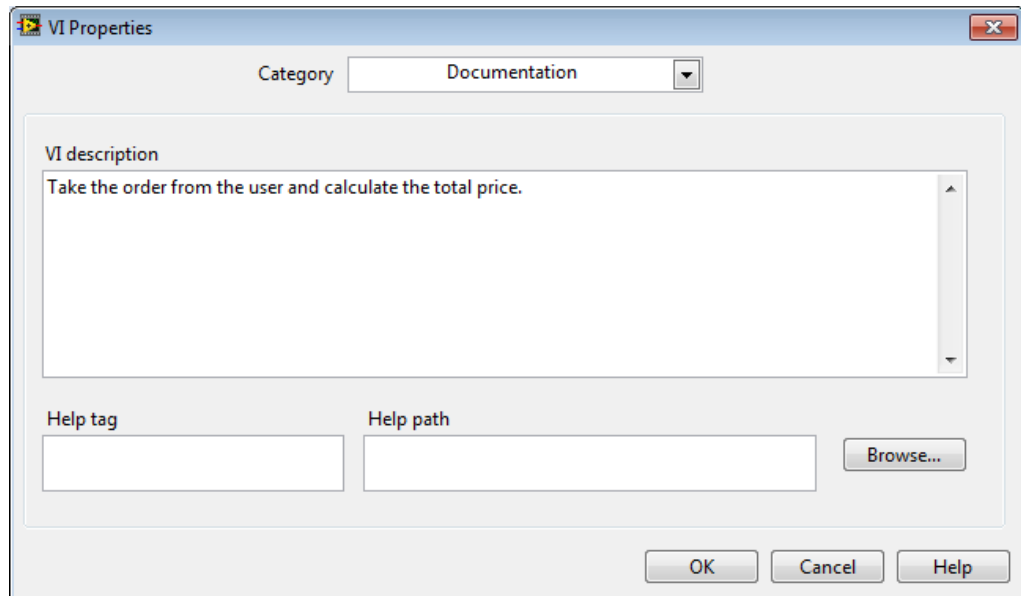 VI Properties
Category Documentation
VI description
Take the order from the user and calculate the total price.
Help tag Help path
Browse...
OK Cancel Help